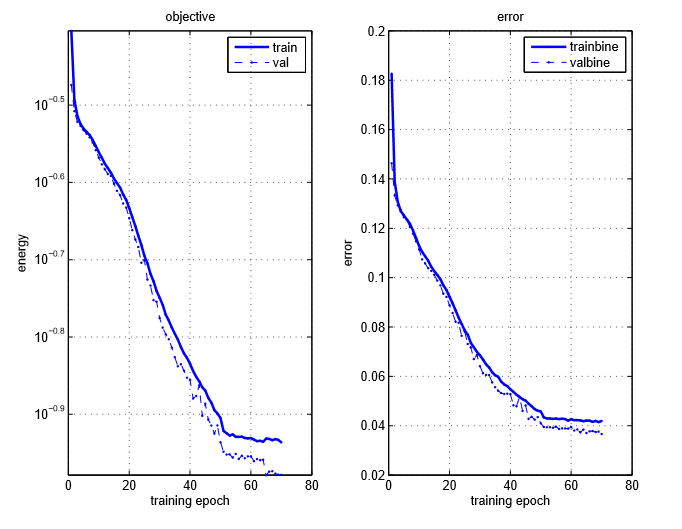 objective
train
val
10^−0.5
10^−0.6
10^−0.7
10^−0.8
10^−0.9
energy
0 20 40 60 80
training epoch
error
trainbine
valbine
0.2
0.18
0.16
0.14
0.12
0.1
0.08
0.06
0.04
0.02
error
0 20 40 60 80
training epoch